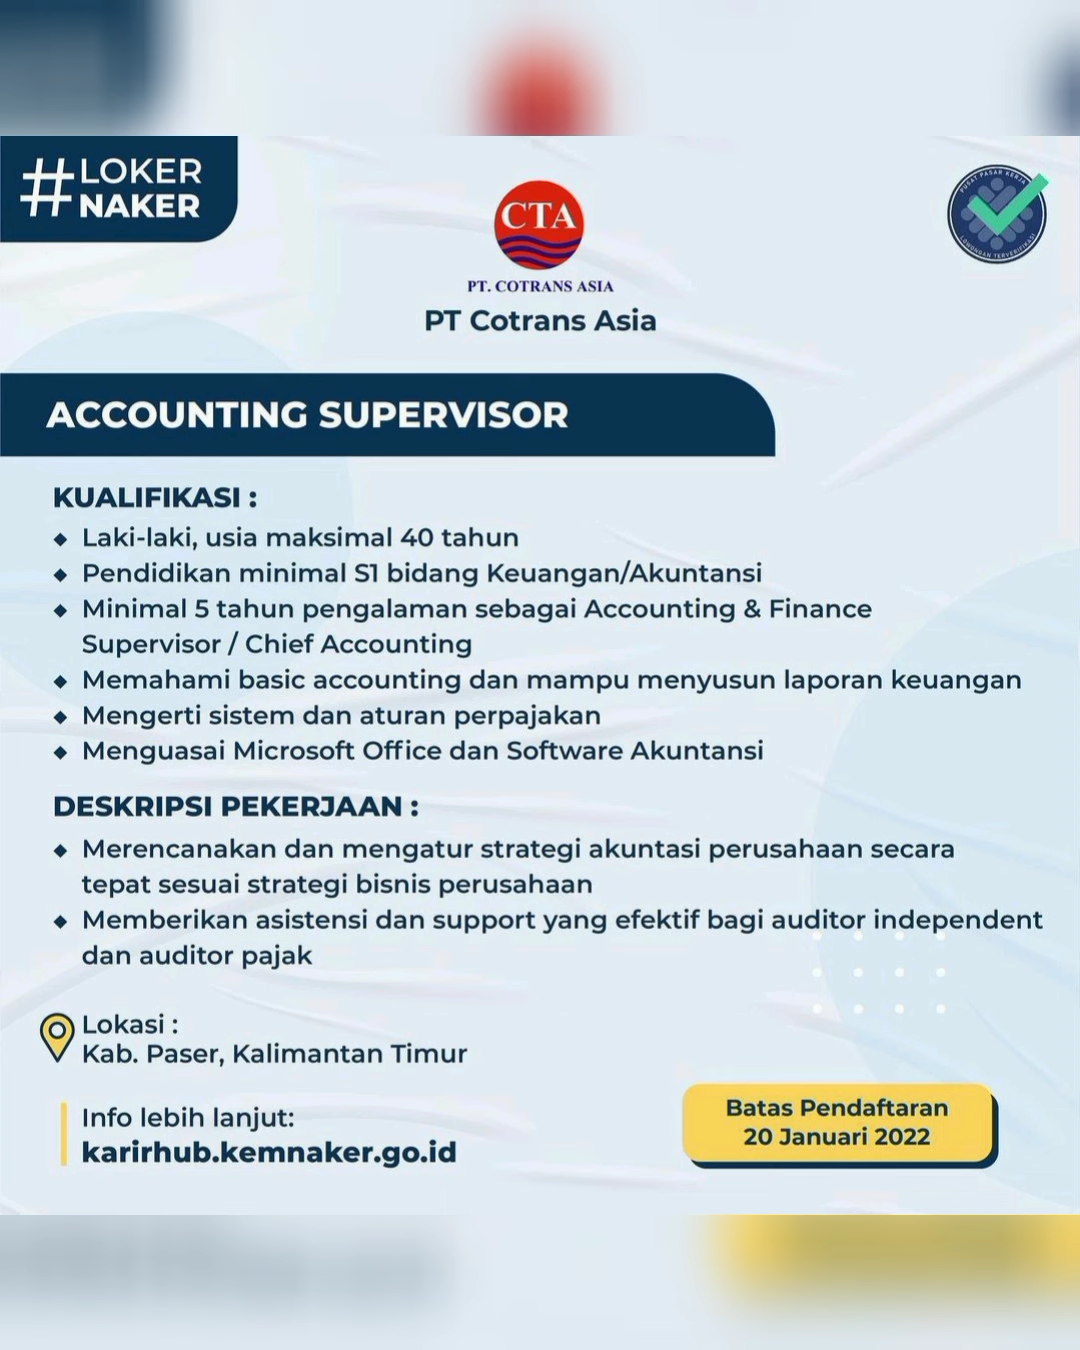 #LOKER
NAKER
PUSAT PASAR KERJA
LOWONGAN TERVERIFIKASI
CTA
PT. COTRANS ASIA
PT Cotrans Asia
ACCOUNTING SUPERVISOR
KUALIFIKASI :
◆ Laki-laki, usia maksimal 40 tahun
◆ Pendidikan minimal S1 bidang Keuangan/Akuntansi
◆ Minimal 5 tahun pengalaman sebagai Accounting & Finance
Supervisor / Chief Accounting
◆ Memahami basic accounting dan mampu menyusun laporan keuangan
◆ Mengerti sistem dan aturan perpajakan
◆ Menguasai Microsoft Office dan Software Akuntansi
DESKRIPSI PEKERJAAN :
◆ Merencanakan dan mengatur strategi akuntasi perusahaan secara
tepat sesuai strategi bisnis perusahaan
◆ Memberikan asistensi dan support yang efektif bagi auditor independent
dan auditor pajak
Lokasi :
Kab. Paser, Kalimantan Timur
Info lebih lanjut:
karirhub.kemnaker.go.id
Batas Pendaftaran
20 Januari 2022